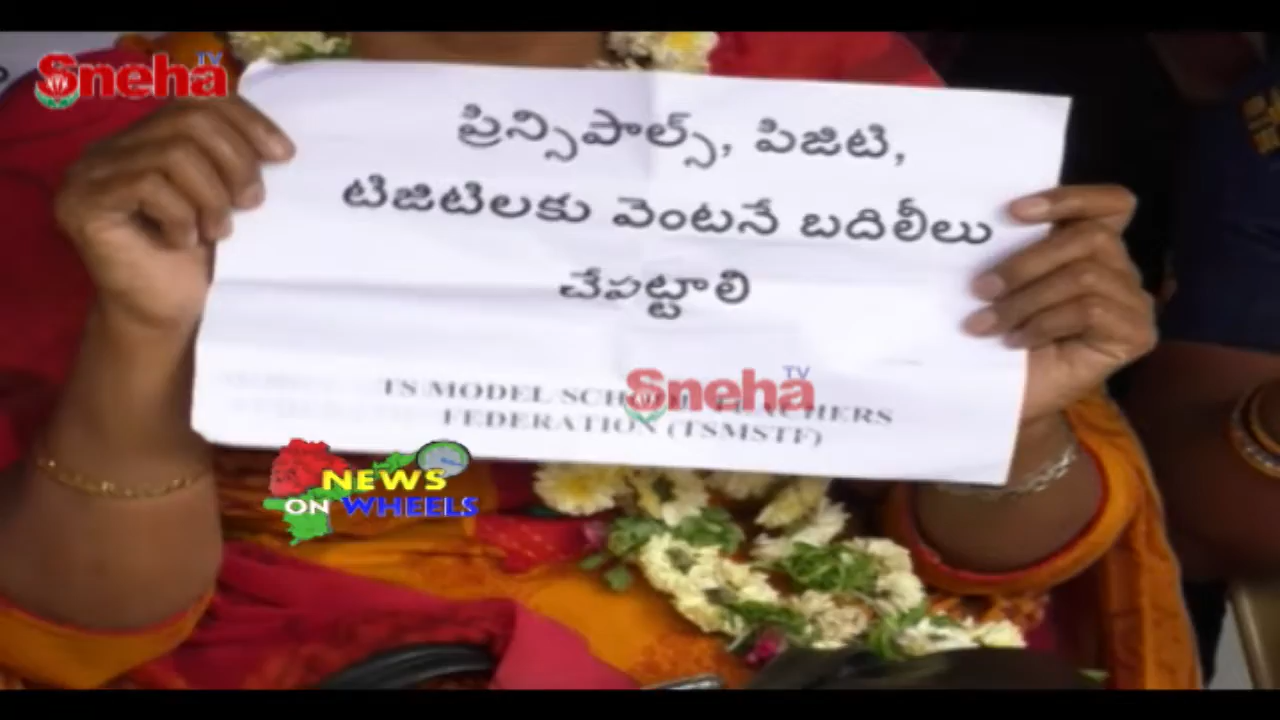 Sneha TV
ప్రిన్సిపాల్స్, పిజిటి,
టిజిటిలకు వెంటనే బదిలీలు
చేపట్టాలి
Sneha TV
TS MODEL SCHOOL TEACHERS
FEDERATION (TSMSTF)
NEWS
ON WHEELS